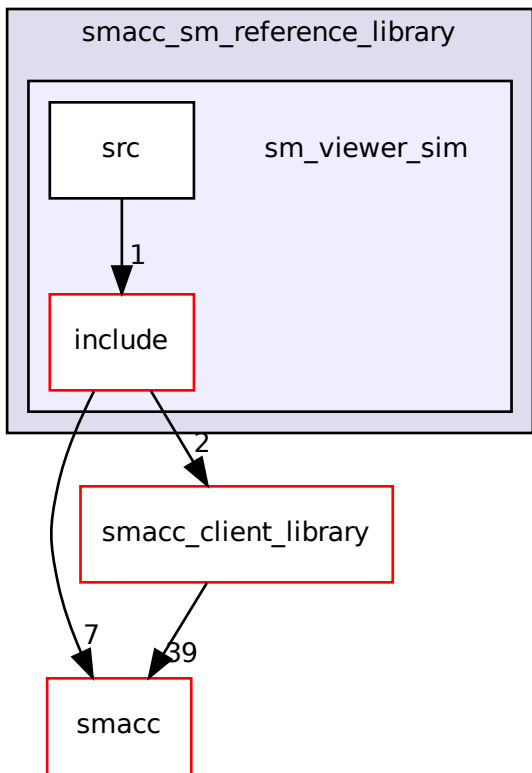 smacc_sm_reference_library
src
sm_viewer_sim
1
include
2
smacc_client_library
7
39
smacc